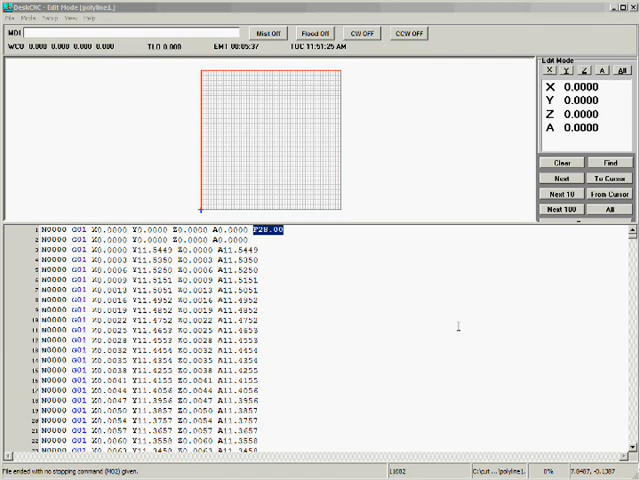 DeskCNC - Edit Mode [polyline1.]
File Mode Setup View Help
MDI Mist Off Flood Off CW Off CCW Off
WCO 0.000 0.000 0.000 0.000 TLO 0.000 EMT 00:05:37 TOC 11:51:25 AM
Edit Mode
X Y Z A All
X 0.0000
Y 0.0000
Z 0.0000
A 0.0000
Clear Find
Next To Cursor
Next 10 From Cursor
Next 100 All
1 N0000 G01 X0.0000 Y0.0000 Z0.0000 A0.0000 F28.00
2 N0000 G01 X0.0000 Y0.0000 Z0.0000 A0.0000
3 N0000 G01 X0.0000 Y11.5449 Z0.0000 A11.5449
4 N0000 G01 X0.0003 Y11.5350 Z0.0003 A11.5350
5 N0000 G01 X0.0006 Y11.5250 Z0.0006 A11.5250
6 N0000 G01 X0.0009 Y11.5151 Z0.0009 A11.5151
7 N0000 G01 X0.0013 Y11.5051 Z0.0013 A11.5051
8 N0000 G01 X0.0016 Y11.4952 Z0.0016 A11.4952
9 N0000 G01 X0.0019 Y11.4852 Z0.0019 A11.4852
10 N0000 G01 X0.0022 Y11.4752 Z0.0022 A11.4752
11 N0000 G01 X0.0025 Y11.4653 Z0.0025 A11.4653
12 N0000 G01 X0.0028 Y11.4553 Z0.0028 A11.4553
13 N0000 G01 X0.0032 Y11.4454 Z0.0032 A11.4454
14 N0000 G01 X0.0035 Y11.4354 Z0.0035 A11.4354
15 N0000 G01 X0.0038 Y11.4255 Z0.0038 A11.4255
16 N0000 G01 X0.0041 Y11.4155 Z0.0041 A11.4155
17 N0000 G01 X0.0044 Y11.4056 Z0.0044 A11.4056
18 N0000 G01 X0.0047 Y11.3956 Z0.0047 A11.3956
19 N0000 G01 X0.0050 Y11.3857 Z0.0050 A11.3857
20 N0000 G01 X0.0054 Y11.3757 Z0.0054 A11.3757
21 N0000 G01 X0.0057 Y11.3657 Z0.0057 A11.3657
22 N0000 G01 X0.0060 Y11.3558 Z0.0060 A11.3558
23 N0000 G01 X0.0063 Y11.3458 Z0.0063 A11.3458
File ended with no stopping command (M02) given. 11682 C:\cut ...\polyline1. 0% 7.8487, -0.1387